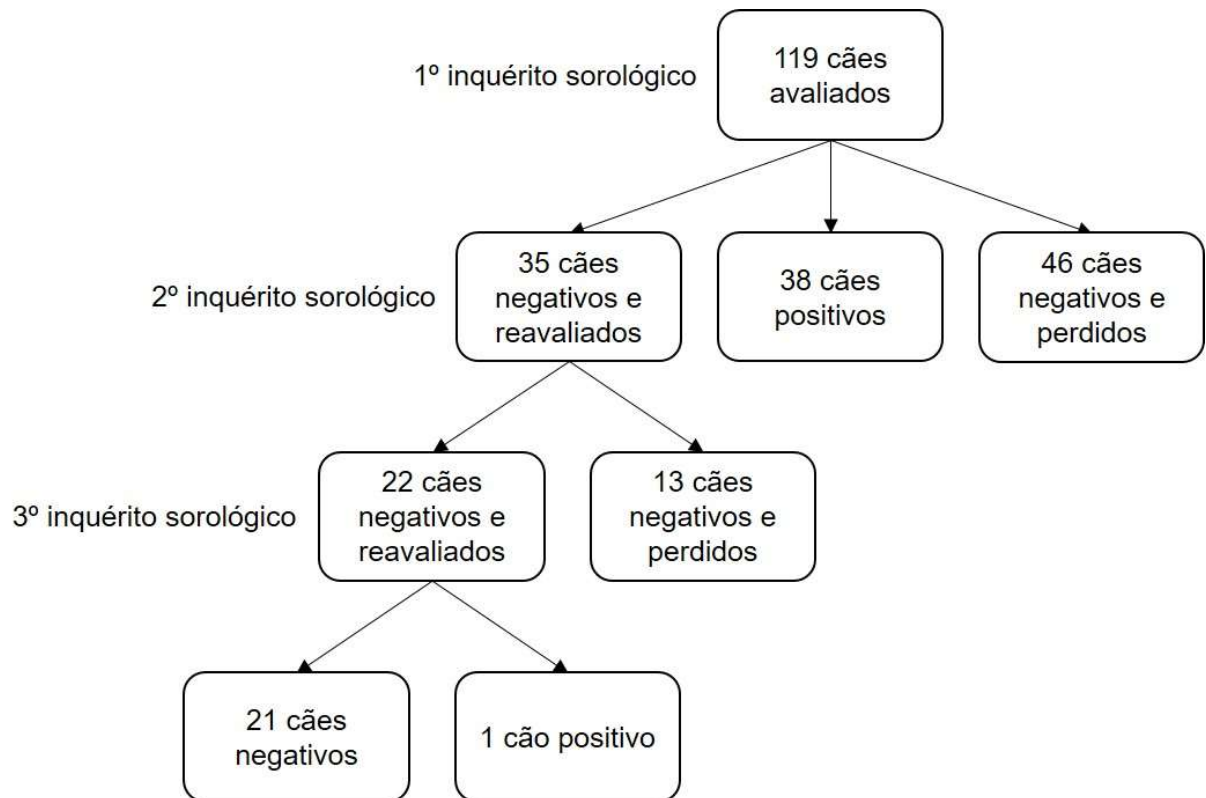 1º inquérito sorológico
119 cães
avaliados
2º inquérito sorológico
35 cães
negativos e
reavaliados
38 cães
positivos
46 cães
negativos e
perdidos
3º inquérito sorológico
22 cães
negativos e
reavaliados
13 cães
negativos e
perdidos
21 cães
negativos
1 cão positivo